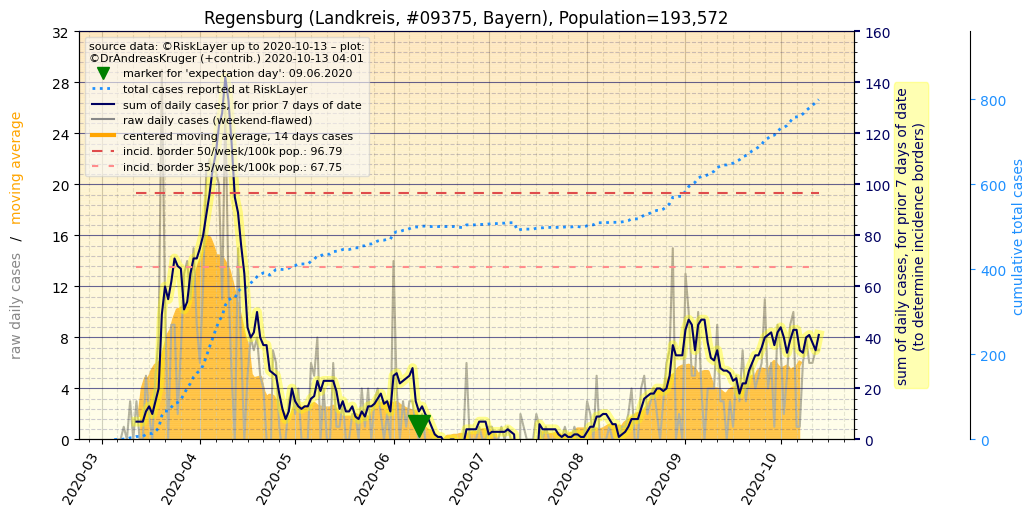 Regensburg (Landkreis, #09375, Bayern), Population=193,572
source data: ©RiskLayer up to 2020-10-13 – plot:
©DrAndreasKruger (+contrib.) 2020-10-13 04:01
marker for 'expectation day': 09.06.2020
total cases reported at RiskLayer
sum of daily cases, for prior 7 days of date
raw daily cases (weekend-flawed)
centered moving average, 14 days cases
incid. border 50/week/100k pop.: 96.79
incid. border 35/week/100k pop.: 67.75
raw daily cases / moving average
32
28
24
20
16
12
8
4
0
160
140
120
100
80
60
40
20
0
sum of daily cases, for prior 7 days of date
(to determine incidence borders)
800
600
400
200
0
cumulative total cases
2020-03
2020-04
2020-05
2020-06
2020-07
2020-08
2020-09
2020-10